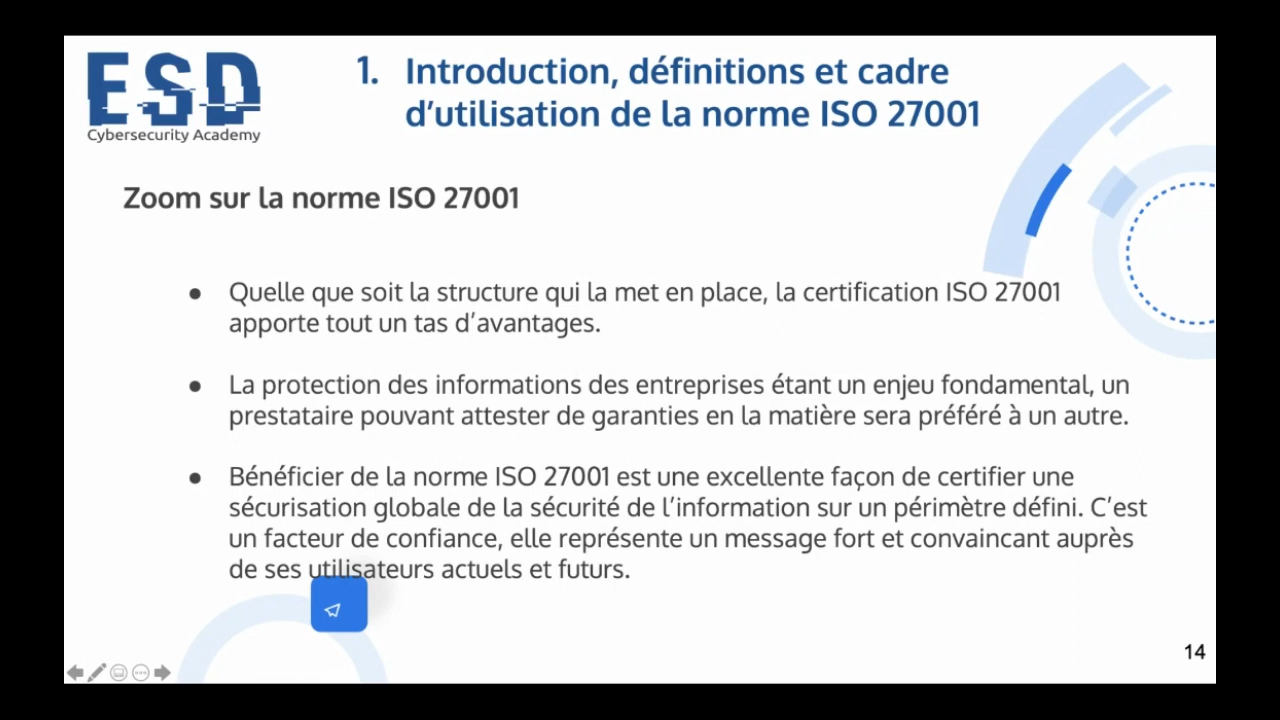 ESD
Cybersecurity Academy
1. Introduction, définitions et cadre
d’utilisation de la norme ISO 27001
Zoom sur la norme ISO 27001
● Quelle que soit la structure qui la met en place, la certification ISO 27001
apporte tout un tas d’avantages.
● La protection des informations des entreprises étant un enjeu fondamental, un
prestataire pouvant attester de garanties en la matière sera préféré à un autre.
● Bénéficier de la norme ISO 27001 est une excellente façon de certifier une
sécurisation globale de la sécurité de l’information sur un périmètre défini. C’est
un facteur de confiance, elle représente un message fort et convaincant auprès
de ses utilisateurs actuels et futurs.
14